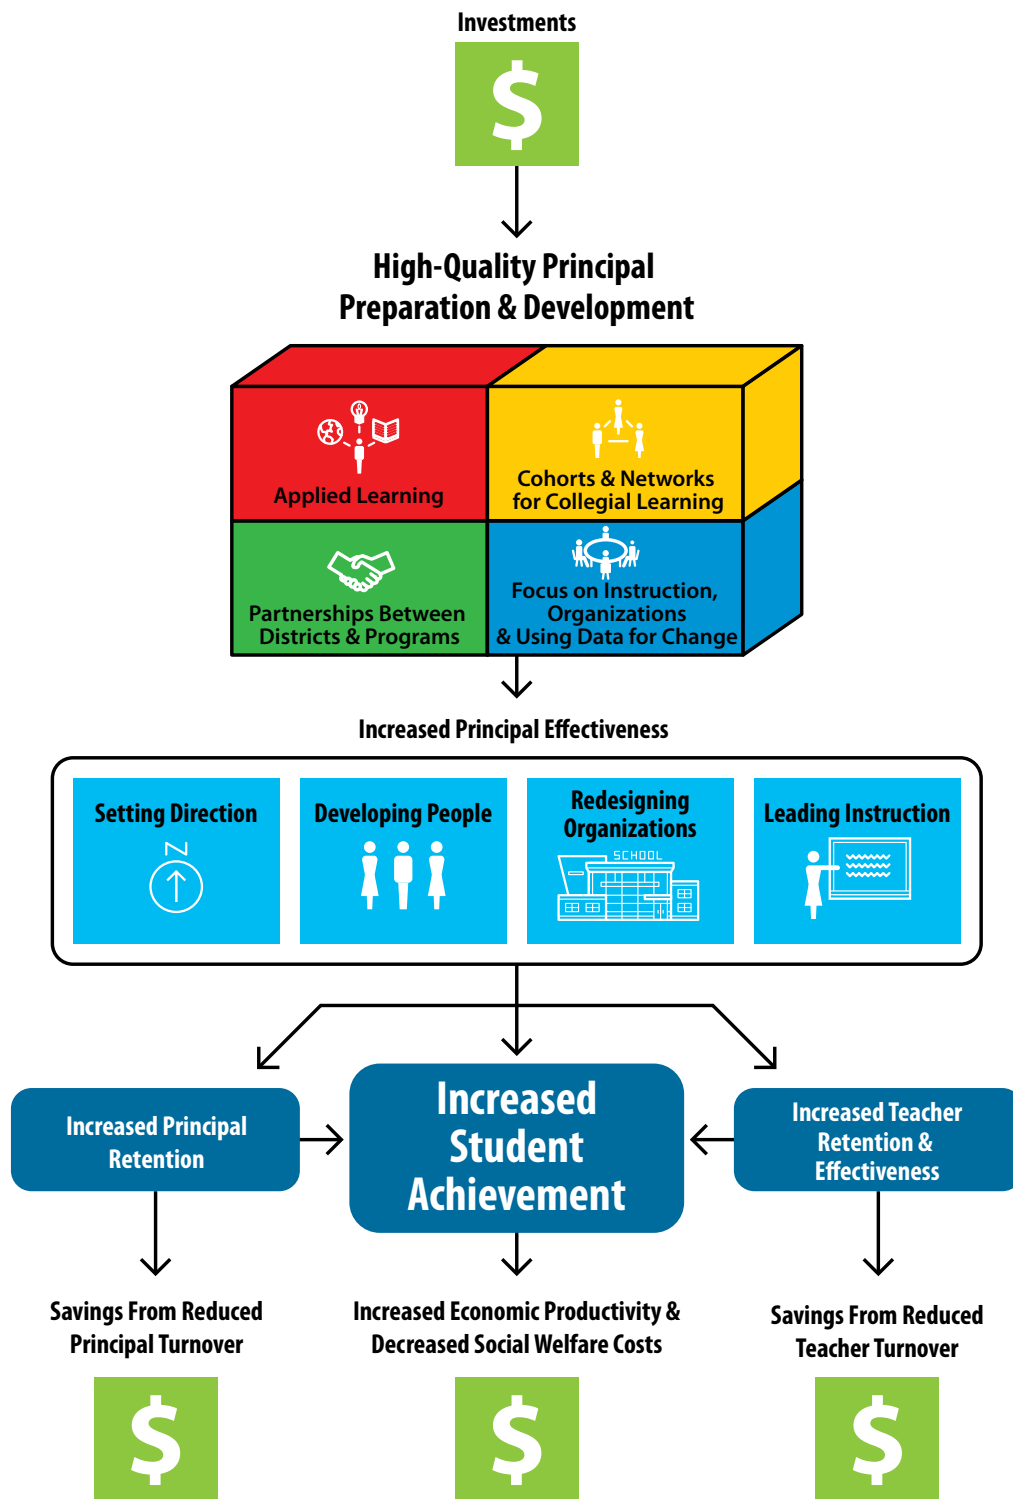 Investments
$
High-Quality Principal
Preparation & Development
Applied Learning
Cohorts & Networks
for Collegial Learning
Partnerships Between
Districts & Programs
Focus on Instruction,
Organizations
& Using Data for Change
Increased Principal Effectiveness
Setting Direction
N
Developing People
Redesigning
Organizations
SCHOOL
Leading Instruction
Increased Principal
Retention
Increased
Student
Achievement
Increased Teacher
Retention &
Effectiveness
Savings From Reduced
Principal Turnover
$
Increased Economic Productivity &
Decreased Social Welfare Costs
$
Savings From Reduced
Teacher Turnover
$